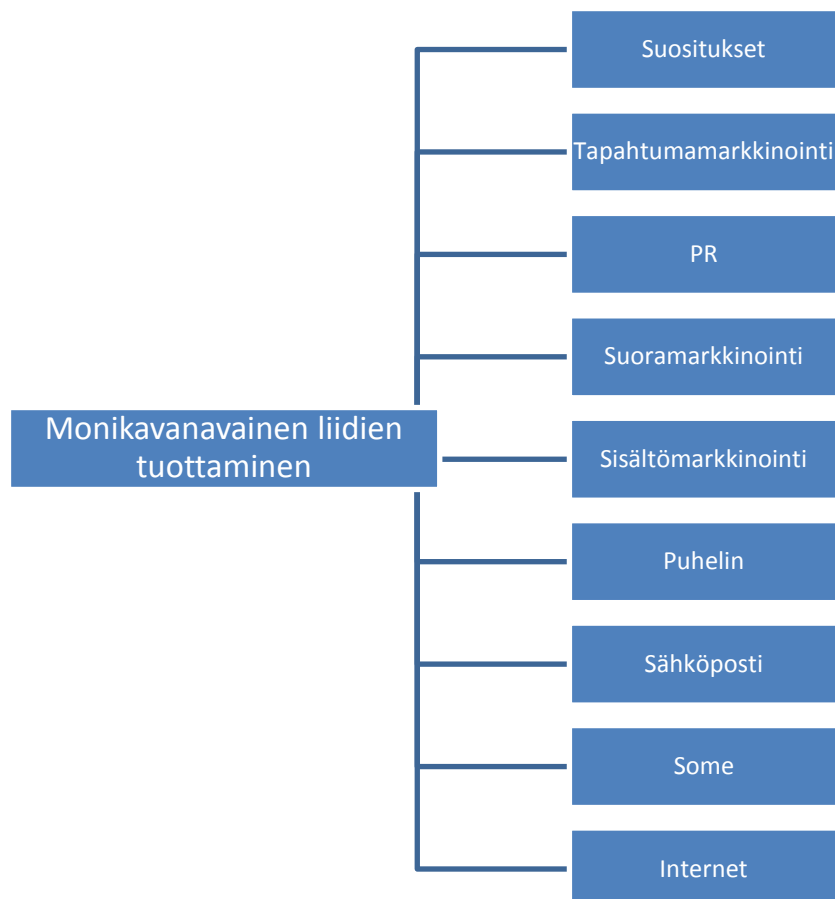 Suositukset
Tapahtumamarkkinointi
PR
Suoramarkkinointi
Monikavanavainen liidien
tuottaminen
Sisältömarkkinointi
Puhelin
Sähköposti
Some
Internet